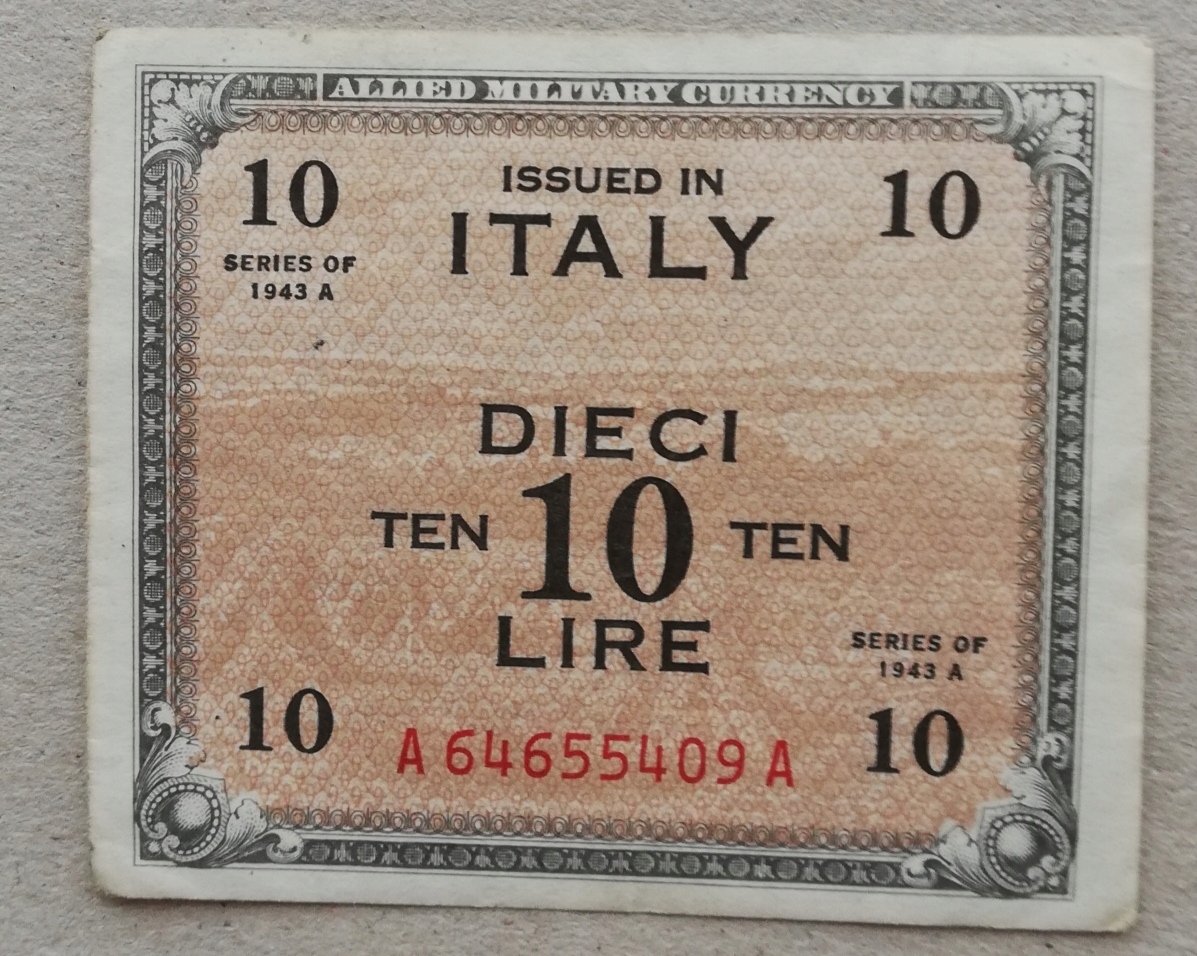 ALLIED MILITARY CURRENCY
10 ISSUED IN 10
ITALY
SERIES OF
1943 A
DIECI
TEN 10 TEN
LIRE
SERIES OF
1943 A
10 A64655409A 10